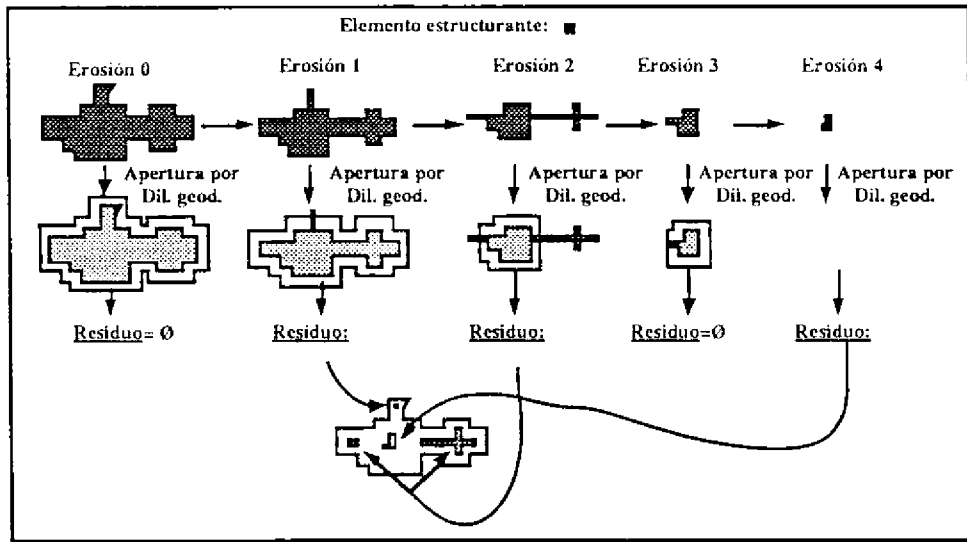 Elemento estructurante:
Erosión 0
Erosión 1
Erosión 2
Erosión 3
Erosión 4
Apertura por
Dil. geod.
Apertura por
Dil. geod.
Apertura por
Dil. geod.
Apertura por
Dil. geod.
Apertura por
Dil. geod.
Residuo= Ø
Residuo:
Residuo:
Residuo=Ø
Residuo: